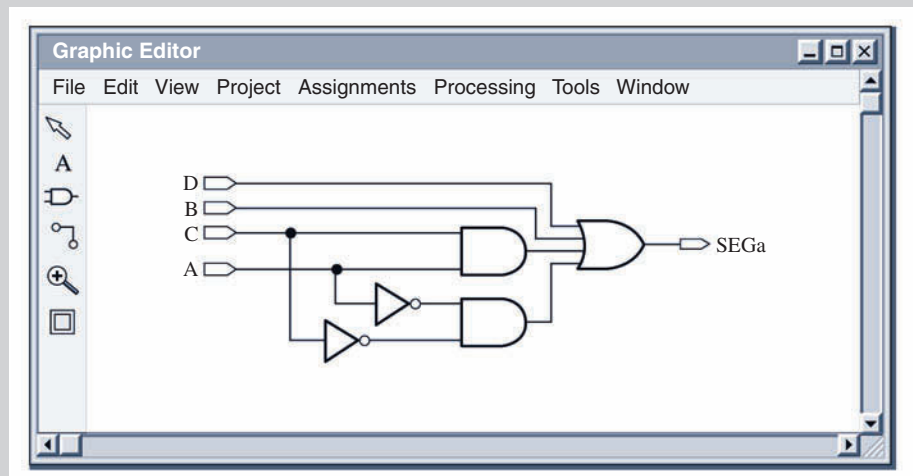 Graphic Editor
File Edit View Project Assignments Processing Tools Window
A
D
B
C
A
SEGa